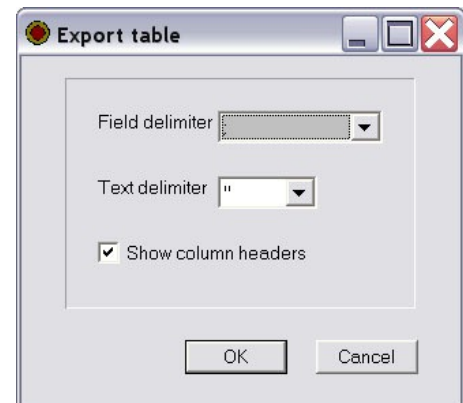 Export table
Field delimiter ;
Text delimiter "
Show column headers
OK Cancel